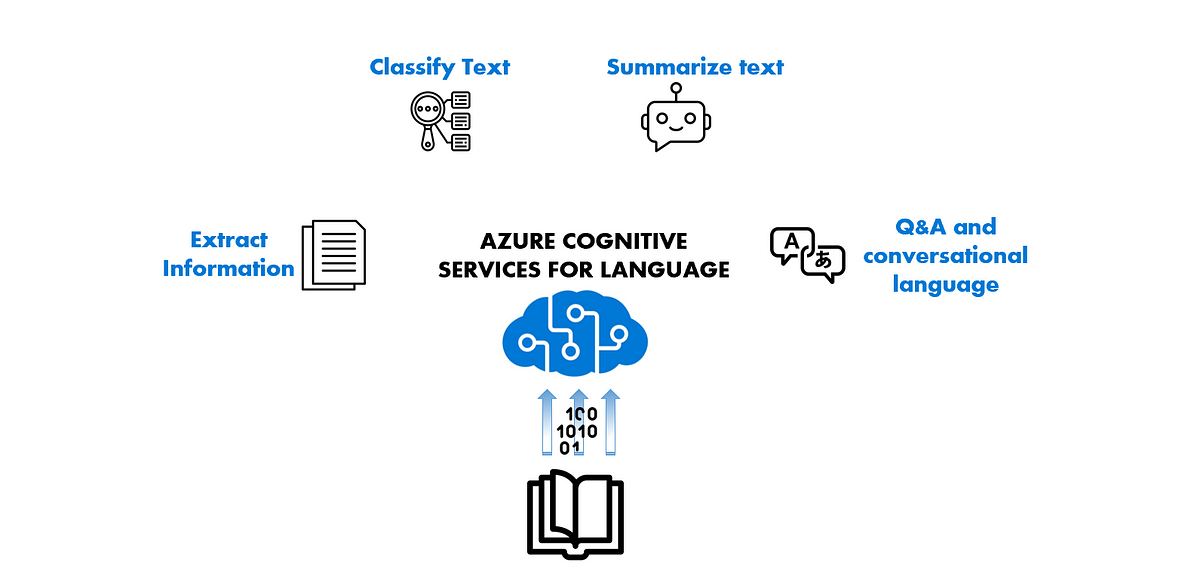 Classify Text
Summarize text
Extract
Information
AZURE COGNITIVE
SERVICES FOR LANGUAGE
A
あ
Q&A and
conversational
language
100
1010
01